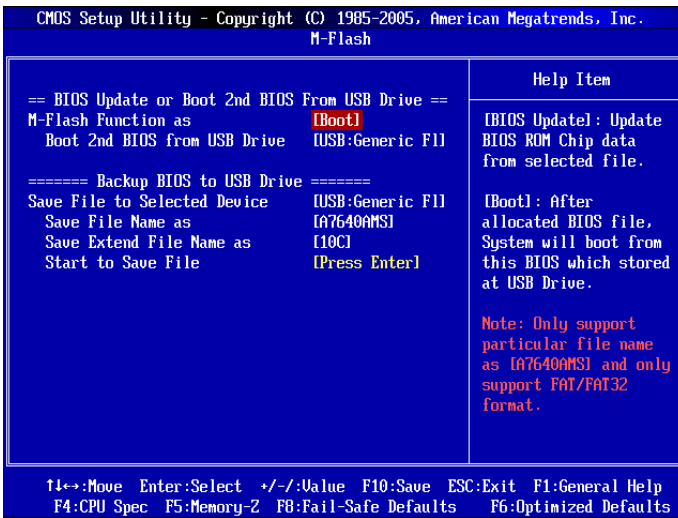 CMOS Setup Utility - Copyright (C) 1985-2005, American Megatrends, Inc.
M-Flash
== BIOS Update or Boot 2nd BIOS From USB Drive ==
M-Flash Function as [Boot]
Boot 2nd BIOS from USB Drive [USB:Generic Fl]
======= Backup BIOS to USB Drive =======
Save File to Selected Device [USB:Generic Fl]
Save File Name as [A7640AMS]
Save Extend File Name as [10C]
Start to Save File [Press Enter]
Help Item
[BIOS Update]: Update
BIOS ROM Chip data
from selected file.
[Boot]: After
allocated BIOS file,
System will boot from
this BIOS which stored
at USB Drive.
Note: Only support
particular file name
as [A7640AMS] and only
support FAT/FAT32
format.
↑↓↔:Move Enter:Select +/-/:Value F10:Save ESC:Exit F1:General Help
F4:CPU Spec F5:Memory-Z F8:Fail-Safe Defaults F6:Optimized Defaults